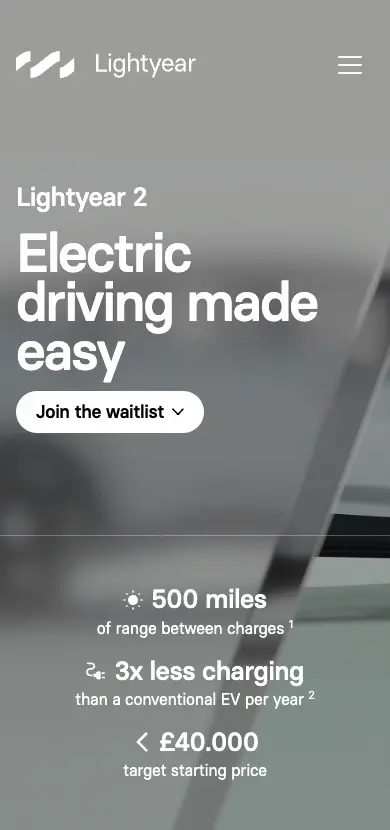 Lightyear
Lightyear 2
Electric
driving made
easy
Join the waitlist
500 miles
of range between charges ¹
3x less charging
than a conventional EV per year ²
< £40.000
target starting price